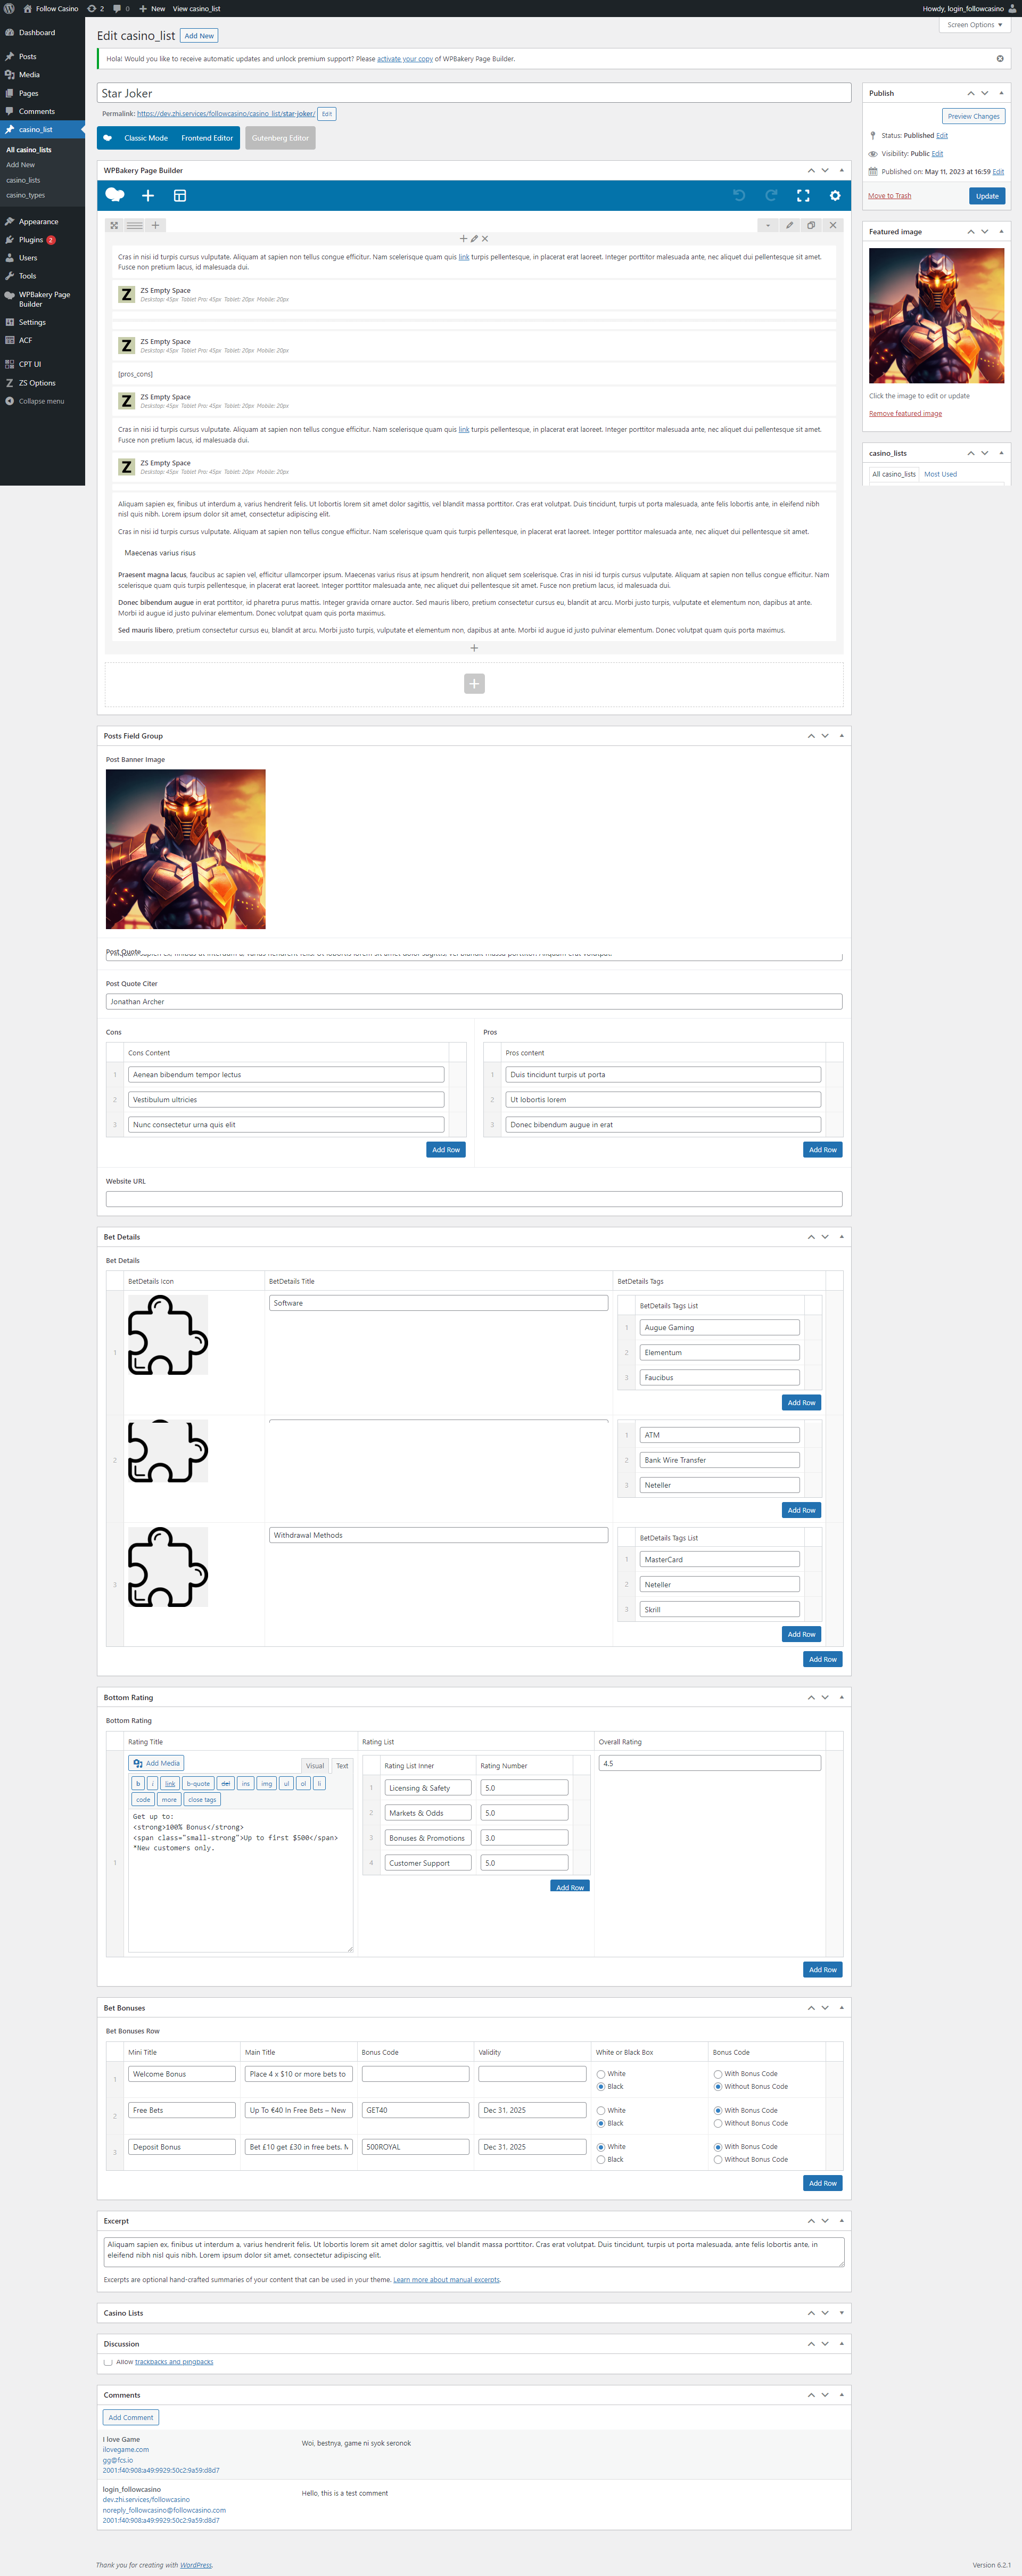 Follow Casino 2 0 New View casino_list Howdy, login_followcasino
Screen Options
Dashboard
Posts
Media
Pages
Comments
casino_list
All casino_lists
Add New
casino_lists
casino_types
Appearance
Plugins 2
Users
Tools
WPBakery Page
Builder
Settings
ACF
CPT UI
ZS Options
Collapse menu
Edit casino_list Add New
Hola! Would you like to receive automatic updates and unlock premium support? Please activate your copy of WPBakery Page Builder.
Star Joker
Permalink: https://dev.zhi.services/followcasino/casino_list/star-joker/ Edit
Classic Mode Frontend Editor Gutenberg Editor
WPBakery Page Builder
Cras in nisi id turpis cursus vulputate. Aliquam at sapien non tellus congue efficitur. Nam scelerisque quam quis link turpis pellentesque, in placerat erat laoreet. Integer porttitor malesuada ante, nec aliquet dui pellentesque sit amet.
Fusce non pretium lacus, id malesuada dui.
ZS Empty Space
Desktop: 45px Tablet Pro: 45px Tablet: 20px Mobile: 20px
ZS Empty Space
Desktop: 45px Tablet Pro: 45px Tablet: 20px Mobile: 20px
[pros_cons]
ZS Empty Space
Desktop: 45px Tablet Pro: 45px Tablet: 20px Mobile: 20px
Cras in nisi id turpis cursus vulputate. Aliquam at sapien non tellus congue efficitur. Nam scelerisque quam quis link turpis pellentesque, in placerat erat laoreet. Integer porttitor malesuada ante, nec aliquet dui pellentesque sit amet.
Fusce non pretium lacus, id malesuada dui.
ZS Empty Space
Desktop: 45px Tablet Pro: 45px Tablet: 20px Mobile: 20px
Aliquam sapien ex, finibus ut interdum a, varius hendrerit felis. Ut lobortis lorem sit amet dolor sagittis, vel blandit massa porttitor. Cras erat volutpat. Duis tincidunt, turpis ut porta malesuada, ante felis lobortis ante, in eleifend nibh
nisl quis nibh. Lorem ipsum dolor sit amet, consectetur adipiscing elit.
Cras in nisi id turpis cursus vulputate. Aliquam at sapien non tellus congue efficitur. Nam scelerisque quam quis turpis pellentesque, in placerat erat laoreet. Integer porttitor malesuada ante, nec aliquet dui pellentesque sit amet.
Maecenas varius risus
Praesent magna lacus, faucibus ac sapien vel, efficitur ullamcorper ipsum. Maecenas varius risus at ipsum hendrerit, non aliquet sem scelerisque. Cras in nisi id turpis cursus vulputate. Aliquam at sapien non tellus congue efficitur. Nam
scelerisque quam quis turpis pellentesque, in placerat erat laoreet. Integer porttitor malesuada ante, nec aliquet dui pellentesque sit amet. Fusce non pretium lacus, id malesuada dui.
Donec bibendum augue in erat porttitor, id pharetra purus mattis. Integer gravida ornare auctor. Sed mauris libero, pretium consectetur cursus eu, blandit at arcu. Morbi justo turpis, vulputate et elementum non, dapibus at ante.
Morbi id augue id justo pulvinar elementum. Donec volutpat quam quis porta maximus.
Sed mauris libero, pretium consectetur cursus eu, blandit at arcu. Morbi justo turpis, vulputate et elementum non, dapibus at ante. Morbi id augue id justo pulvinar elementum. Donec volutpat quam quis porta maximus.
Publish
Preview Changes
Status: Published Edit
Visibility: Public Edit
Published on: May 11, 2023 at 16:59 Edit
Move to Trash Update
Featured image
Click the image to edit or update
Remove featured image
casino_lists
All casino_lists Most Used
Posts Field Group
Post Banner Image
Post Quote
Aliquam sapien ex, finibus ut interdum a, varius hendrerit felis. Ut lobortis lorem sit amet dolor sagittis, vel blandit massa porttitor. Aliquam erat volutpat.
Post Quote Citer
Jonathan Archer
Cons
Cons Content
1 Aenean bibendum tempor lectus
2 Vestibulum ultricies
3 Nunc consectetur urna quis elit
Add Row
Pros
Pros content
1 Duis tincidunt turpis ut porta
2 Ut lobortis lorem
3 Donec bibendum augue in erat
Add Row
Website URL
Bet Details
Bet Details
BetDetails Icon BetDetails Title BetDetails Tags
1 Software
BetDetails Tags List
1 Augue Gaming
2 Elementum
3 Faucibus
Add Row
2
1 ATM
2 Bank Wire Transfer
3 Neteller
Add Row
3 Withdrawal Methods
BetDetails Tags List
1 MasterCard
2 Neteller
3 Skrill
Add Row
Add Row
Bottom Rating
Bottom Rating
Rating Title Rating List Overall Rating
1
Add Media Visual Text
b i link b-quote del ins img ul ol li
code more close tags
Get up to:
<strong>100% Bonus</strong>
<span class="small-strong">Up to first $500</span>
*New customers only.
Rating List Inner Rating Number
1 Licensing & Safety 5.0
2 Markets & Odds 5.0
3 Bonuses & Promotions 3.0
4 Customer Support 5.0
Add Row
4.5
Add Row
Bet Bonuses
Bet Bonuses Row
Mini Title Main Title Bonus Code Validity White or Black Box Bonus Code
1 Welcome Bonus Place 4 x $10 or more bets to White Black With Bonus Code Without Bonus Code
2 Free Bets Up To €40 In Free Bets – New GET40 Dec 31, 2025 White Black With Bonus Code Without Bonus Code
3 Deposit Bonus Bet £10 get £30 in free bets. 500ROYAL Dec 31, 2025 White Black With Bonus Code Without Bonus Code
Add Row
Excerpt
Aliquam sapien ex, finibus ut interdum a, varius hendrerit felis. Ut lobortis lorem sit amet dolor sagittis, vel blandit massa porttitor. Cras erat volutpat. Duis tincidunt, turpis ut porta malesuada, ante felis lobortis ante, in
eleifend nibh nisl quis nibh. Lorem ipsum dolor sit amet, consectetur adipiscing elit.
Excerpts are optional hand-crafted summaries of your content that can be used in your theme. Learn more about manual excerpts.
Casino Lists
Discussion
Allow trackbacks and pingbacks
Comments
Add Comment
I love Game
ilovegame.com
gg@fcs.io
2001:f40:908:a49:9929:50c2:9a59:d8d7
Woi, bestnya, game ni syok seronok
login_followcasino
dev.zhi.services/followcasino
noreply_followcasino@followcasino.com
2001:f40:908:a49:9929:50c2:9a59:d8d7
Hello, this is a test comment
Thank you for creating with WordPress. Version 6.2.1